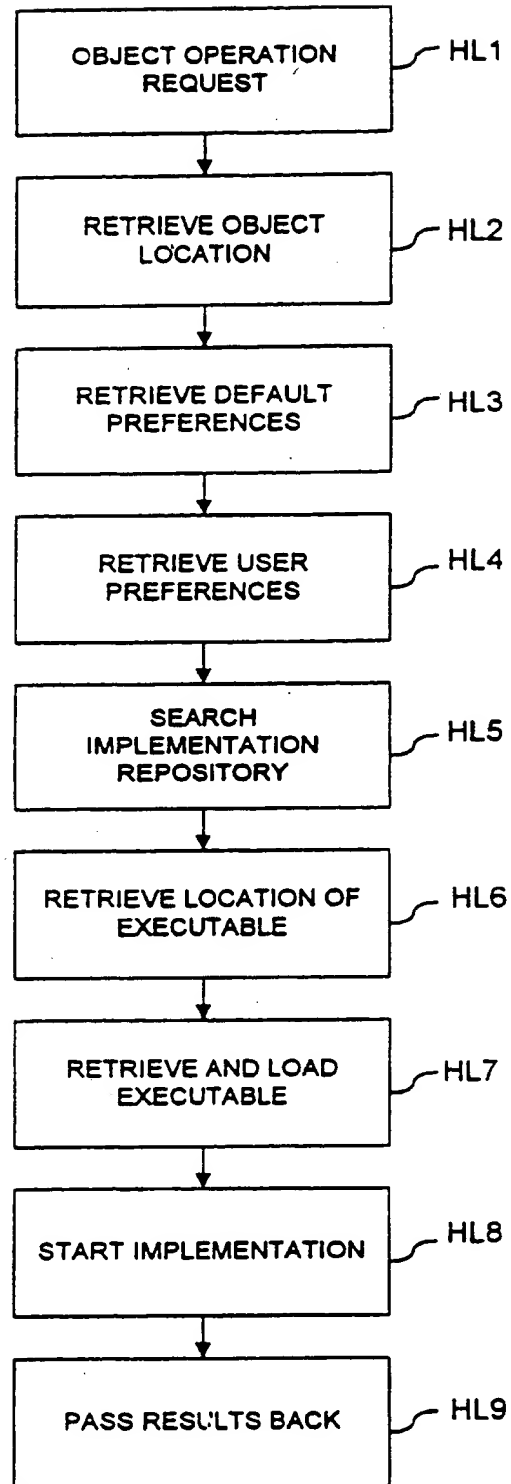 OBJECT OPERATION
REQUEST
HL1
RETRIEVE OBJECT
LOCATION
HL2
RETRIEVE DEFAULT
PREFERENCES
HL3
RETRIEVE USER
PREFERENCES
HL4
SEARCH
IMPLEMENTATION
REPOSITORY
HL5
RETRIEVE LOCATION OF
EXECUTABLE
HL6
RETRIEVE AND LOAD
EXECUTABLE
HL7
START IMPLEMENTATION
HL8
PASS RESULTS BACK
HL9